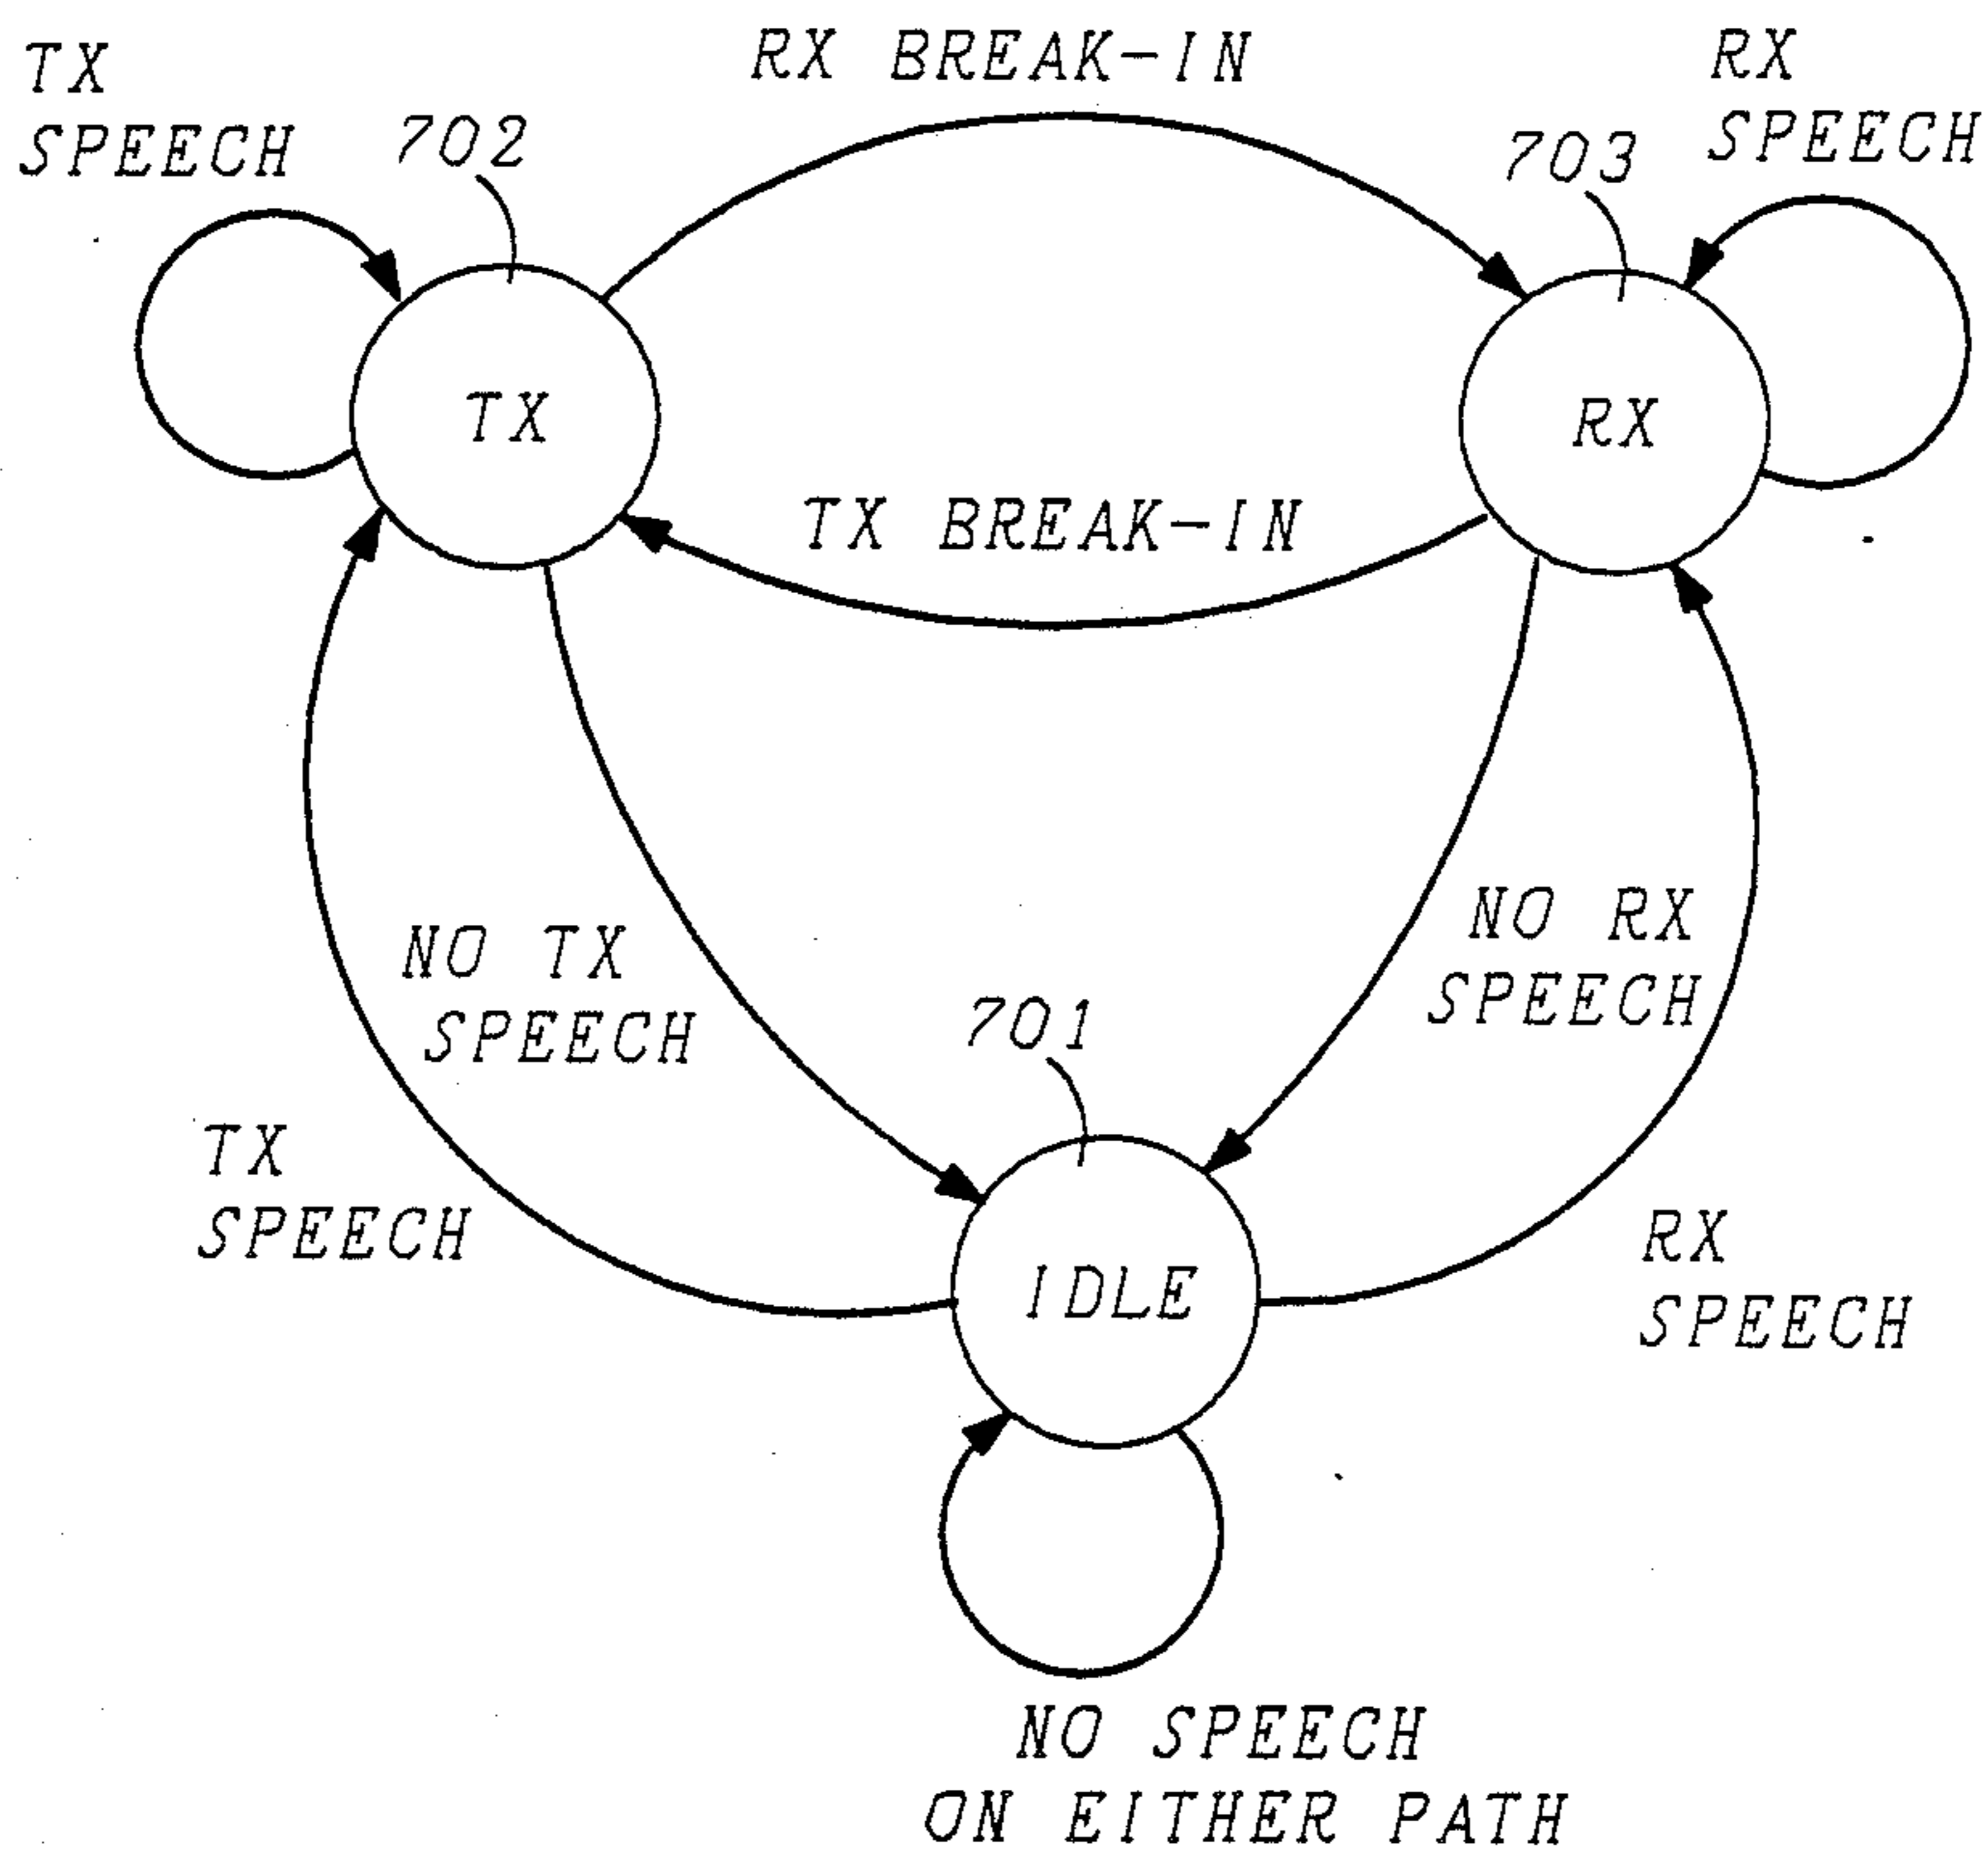 RX BREAK-IN
TX
SPEECH
702
RX
SPEECH
703
TX
RX
TX BREAK-IN
NO TX
SPEECH
NO RX
SPEECH
701
TX
SPEECH
IDLE
RX
SPEECH
NO SPEECH
ON EITHER PATH